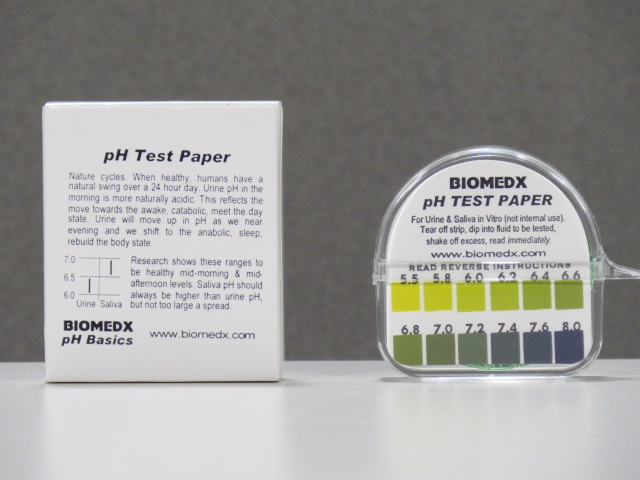 pH Test Paper
Nature cycles. When healthy, humans have a
natural swing over a 24 hour day. Urine pH in the
morning is more naturally acidic. This reflects the
move towards the awake, catabolic, meet the day
state. Urine will move up in pH as we near
evening and we shift to the anabolic, sleep,
rebuild the body state.
7.0
6.5
6.0
Urine Saliva
Research shows these ranges to
be healthy mid-morning & mid-
afternoon levels. Saliva pH should
always be higher than urine pH,
but not too large a spread.
BIOMEDX
pH Basics
www.biomedx.com
BIOMEDX
pH TEST PAPER
For Urine & Saliva in Vitro (not internal use).
Tear off strip, dip into fluid to be tested,
shake off excess, read immediately.
www.biomedx.com
READ REVERSE INSTRUCTIONS
5.5 5.8 6.0 6.2 6.4 6.6
6.8 7.0 7.2 7.4 7.6 8.0